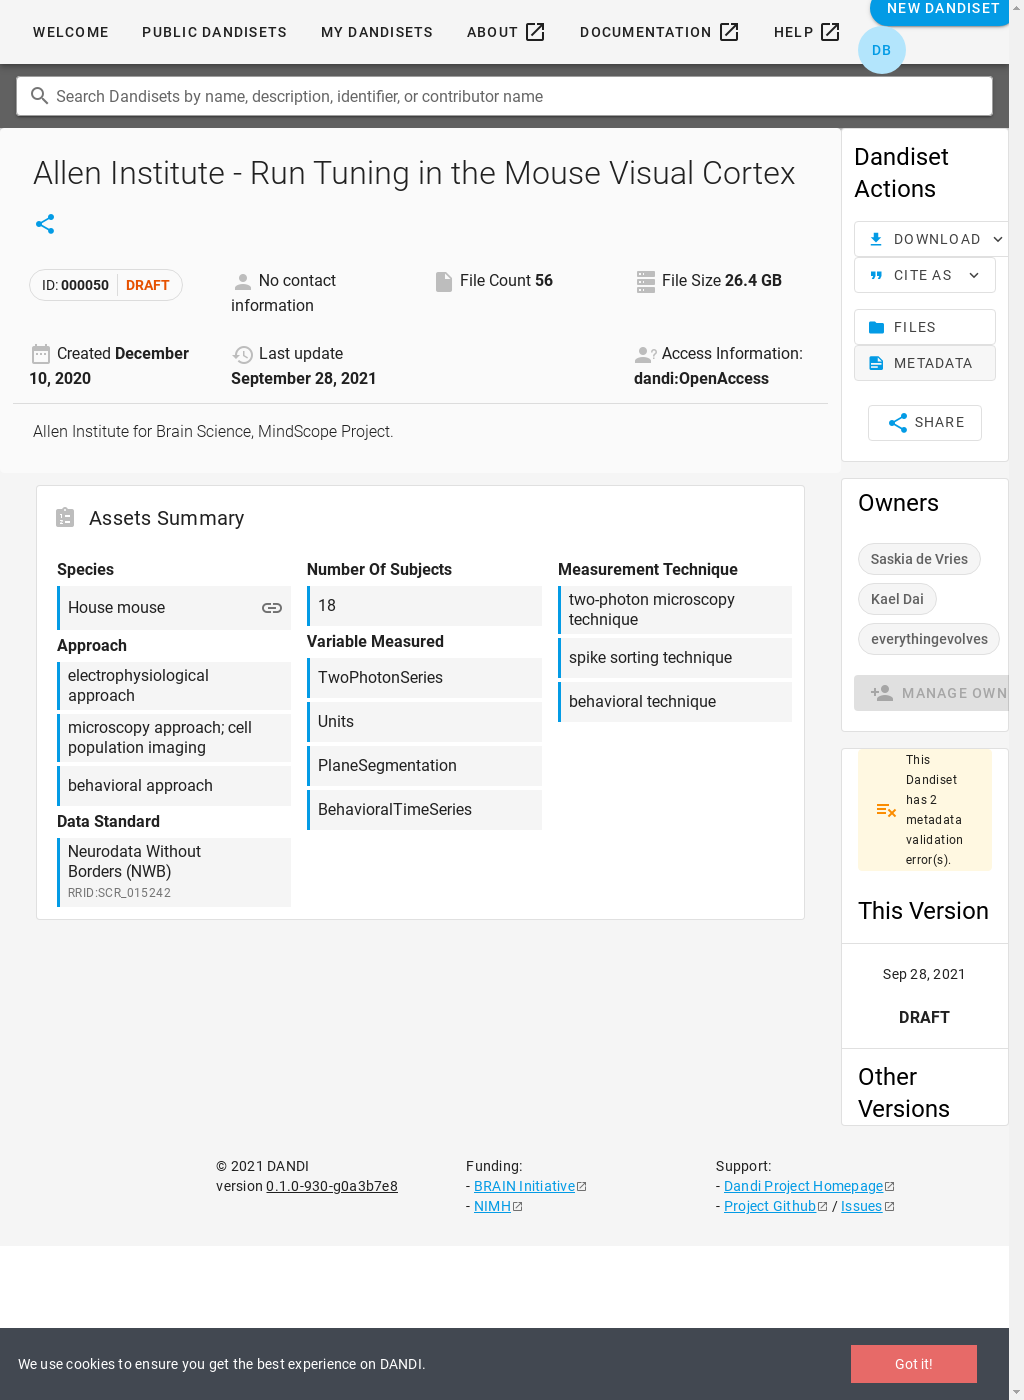 WELCOME
PUBLIC DANDISETS
MY DANDISETS
ABOUT
DOCUMENTATION
HELP
NEW DANDISET
DB
Search Dandisets by name, description, identifier, or contributor name
Allen Institute - Run Tuning in the Mouse Visual Cortex
ID: 000050 DRAFT
No contact
information
File Count 56
File Size 26.4 GB
Created December
10, 2020
Last update
September 28, 2021
Access Information:
dandi:OpenAccess
Allen Institute for Brain Science, MindScope Project.
Assets Summary
Species
House mouse
Approach
electrophysiological
approach
microscopy approach; cell
population imaging
behavioral approach
Data Standard
Neurodata Without
Borders (NWB)
RRID:SCR_015242
Number Of Subjects
18
Variable Measured
TwoPhotonSeries
Units
PlaneSegmentation
BehavioralTimeSeries
Measurement Technique
two-photon microscopy
technique
spike sorting technique
behavioral technique
Dandiset
Actions
DOWNLOAD
CITE AS
FILES
METADATA
SHARE
Owners
Saskia de Vries
Kael Dai
everythingevolves
MANAGE OWN
This
Dandiset
has 2
metadata
validation
error(s).
This Version
Sep 28, 2021
DRAFT
Other
Versions
© 2021 DANDI
version 0.1.0-930-g0a3b7e8
Funding:
- BRAIN Initiative
- NIMH
Support:
- Dandi Project Homepage
- Project Github / Issues
We use cookies to ensure you get the best experience on DANDI.
Got it!